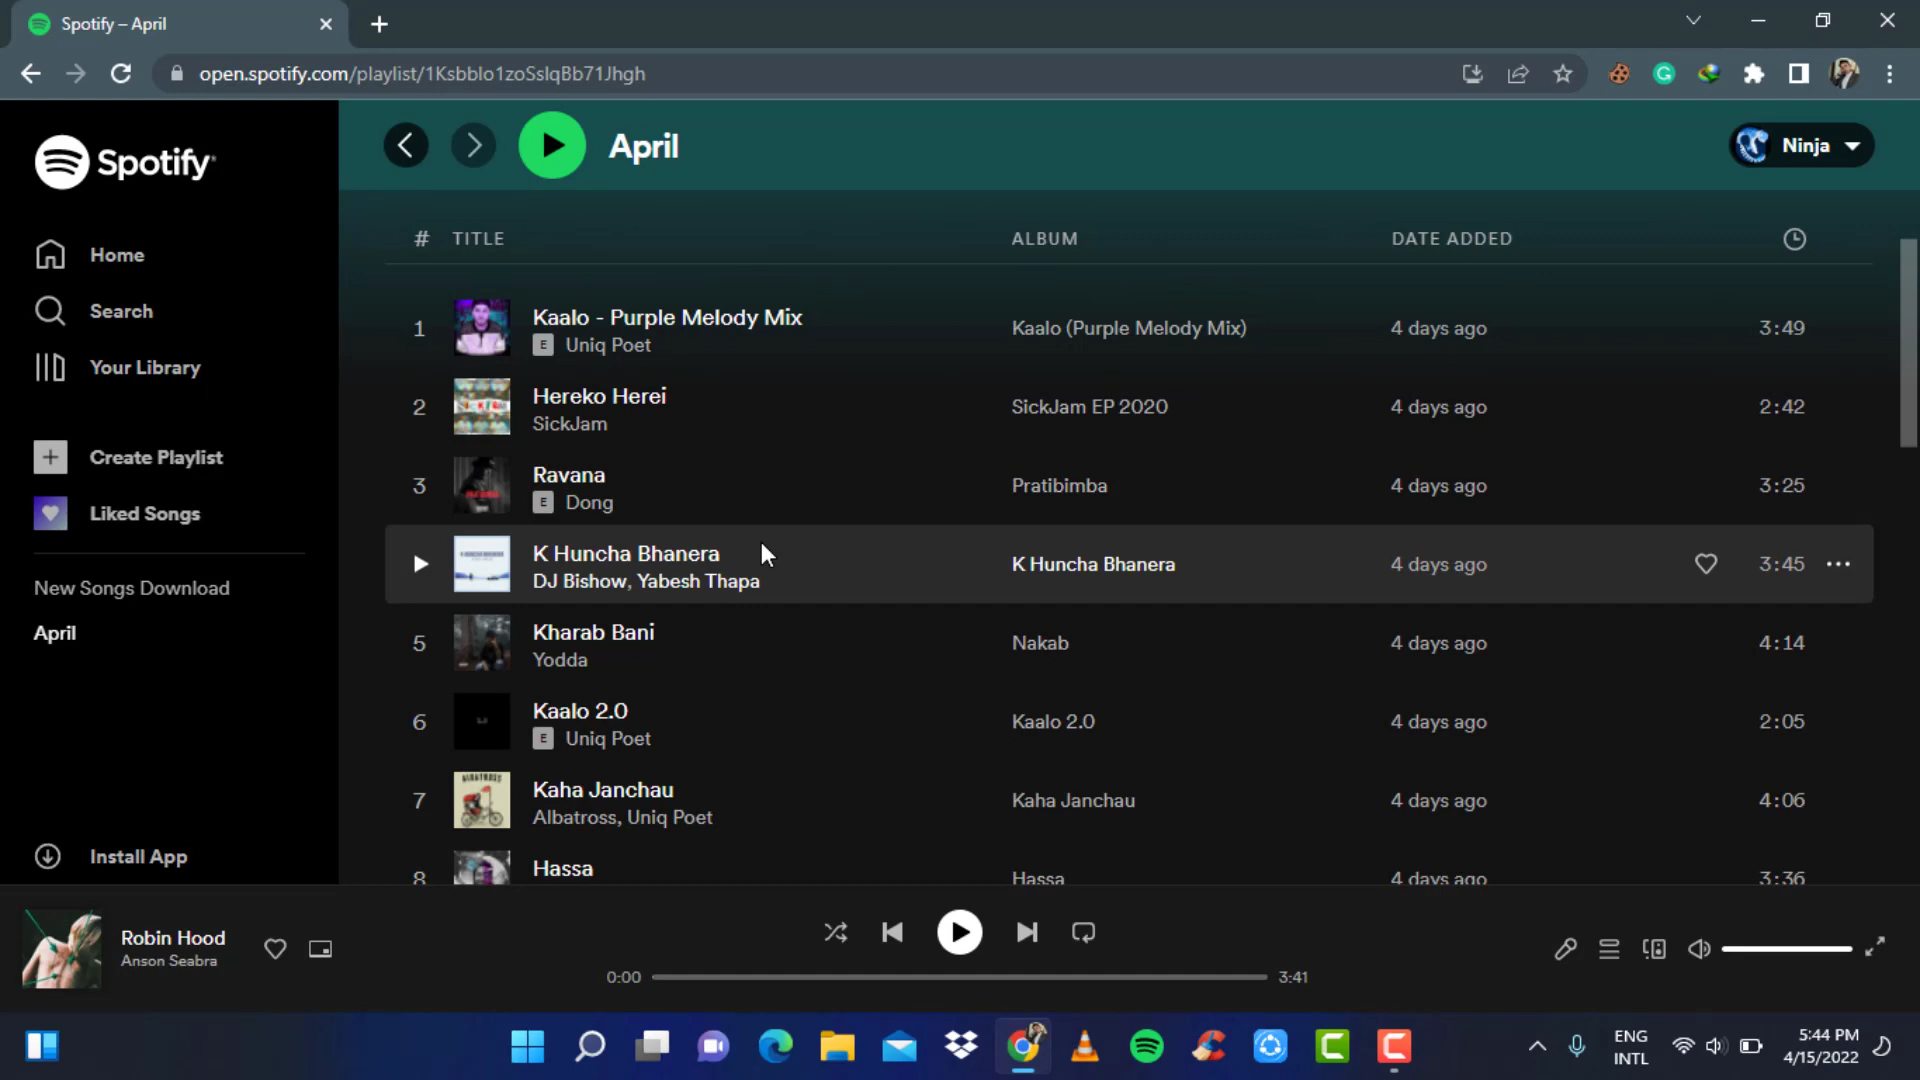 Spotify – April
open.spotify.com/playlist/1Ksbblo1zoSslqBb71Jhgh
Spotify
Home
Search
Your Library
Create Playlist
Liked Songs
New Songs Download
April
Install App
April
Ninja
# TITLE ALBUM DATE ADDED
1 Kaalo - Purple Melody Mix Kaalo (Purple Melody Mix) 4 days ago 3:49
E Uniq Poet
2 Hereko Herei SickJam EP 2020 4 days ago 2:42
SickJam
3 Ravana Pratibimba 4 days ago 3:25
E Dong
K Huncha Bhanera K Huncha Bhanera 4 days ago 3:45
DJ Bishow, Yabesh Thapa
5 Kharab Bani Nakab 4 days ago 4:14
Yodda
6 Kaalo 2.0 Kaalo 2.0 4 days ago 2:05
E Uniq Poet
7 Kaha Janchau Kaha Janchau 4 days ago 4:06
Albatross, Uniq Poet
ALBATROSS
8 Hassa Hassa 4 days ago 3:36
Robin Hood
Anson Seabra
0:00 3:41
ENG
INTL
5:44 PM
4/15/2022